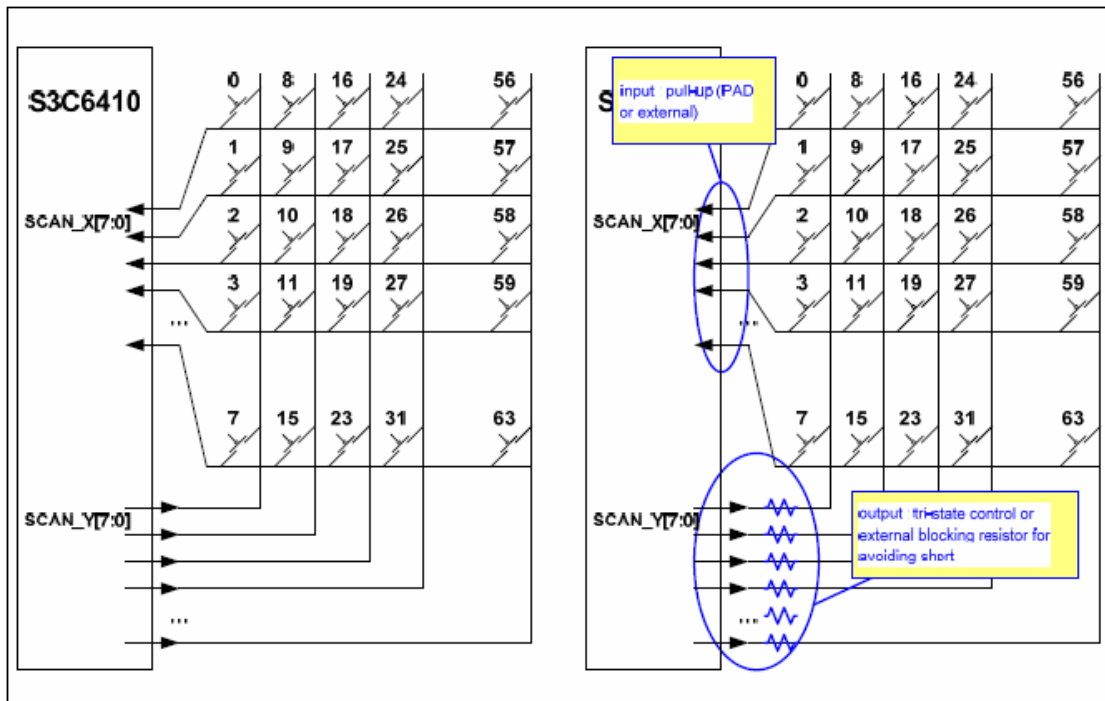 0 8 16 24 56
S3C6410
1 9 17 25 57
SCAN_X[7:0]
2 10 18 26 58
3 11 19 27 59
...
7 15 23 31 63
SCAN_Y[7:0]
...
input : pull-up (PAD
or external)
0 8 16 24 56
S
1 9 17 25 57
SCAN_X[7:0]
2 10 18 26 58
3 11 19 27 59
...
7 15 23 31 63
SCAN_Y[7:0]
output : tri-state control or
external blocking resistor for
avoiding short
...